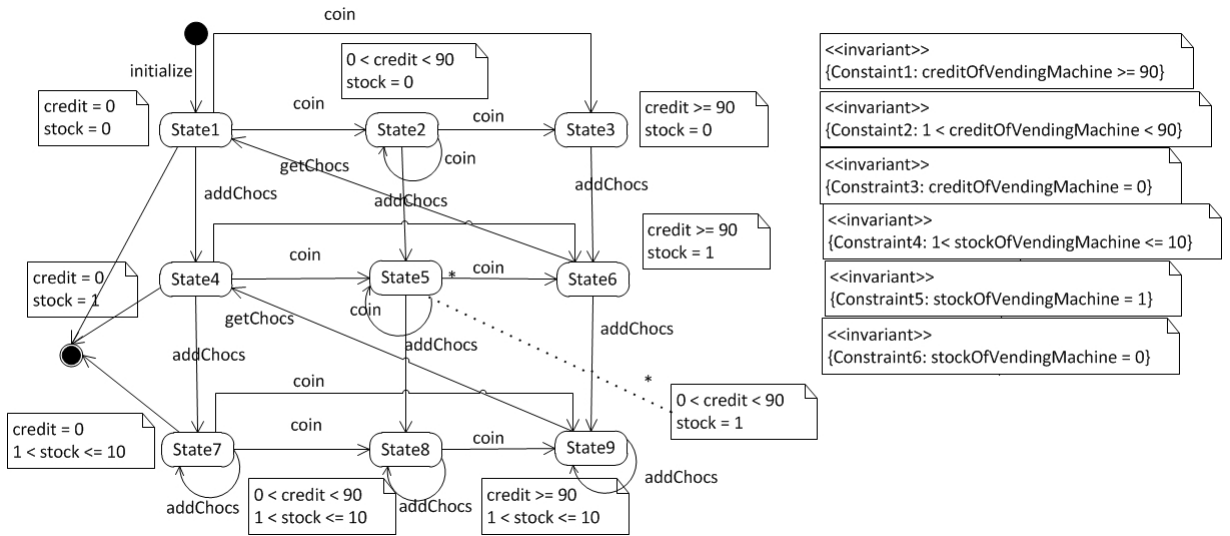 coin
0 < credit < 90
stock = 0
<<invariant>>
{Constaint1: creditOfVendingMachine >= 90}
initialize
credit = 0
stock = 0
coin
coin
credit >= 90
stock = 0
<<invariant>>
{Constaint2: 1 < creditOfVendingMachine < 90}
State1
State2
State3
coin
getChocs
addChocs
addChocs
addChocs
<<invariant>>
{Constraint3: creditOfVendingMachine = 0}
credit >= 90
stock = 1
<<invariant>>
{Constraint4: 1< stockOfVendingMachine <= 10}
credit = 0
stock = 1
State4
coin
State5
*
coin
State6
<<invariant>>
{Constraint5: stockOfVendingMachine = 1}
getChocs
coin
addChocs
addChocs
addChocs
<<invariant>>
{Constraint6: stockOfVendingMachine = 0}
coin
*
0 < credit < 90
stock = 1
credit = 0
1 < stock <= 10
State7
coin
State8
coin
State9
addChocs
addChocs
addChocs
0 < credit < 90
1 < stock <= 10
credit >= 90
1 < stock <= 10